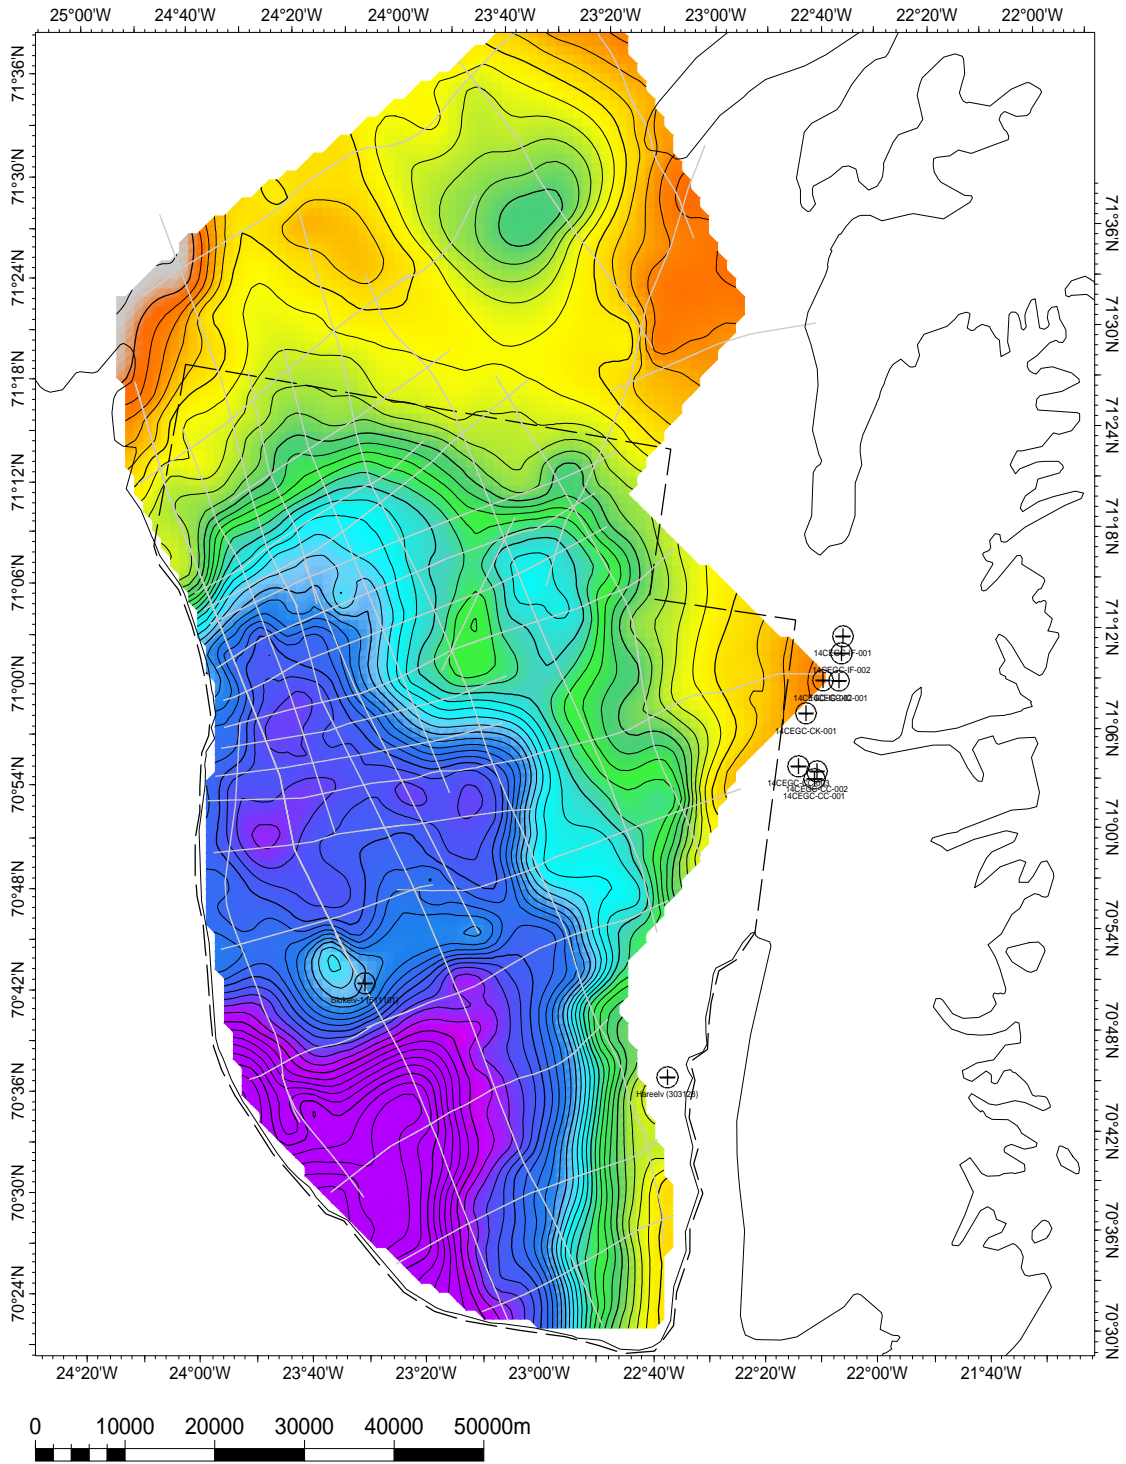 25°00'W 24°40'W 24°20'W 24°00'W 23°40'W 23°20'W 23°00'W 22°40'W 22°20'W 22°00'W
71°36'N
71°30'N
71°24'N
71°18'N
71°12'N
71°06'N
71°00'N
70°54'N
70°48'N
70°42'N
70°36'N
70°30'N
70°24'N
71°36'N
71°30'N
71°24'N
71°18'N
71°12'N
71°06'N
71°00'N
70°54'N
70°48'N
70°42'N
70°36'N
70°30'N
14CEGC-IF-001
14CEGC-IF-002
14CEGC-CK-001
14CEGC-CC-002
14CEGC-CC-001
Hareelv (303128)
24°20'W 24°00'W 23°40'W 23°20'W 23°00'W 22°40'W 22°20'W 22°00'W 21°40'W
0 10000 20000 30000 40000 50000m